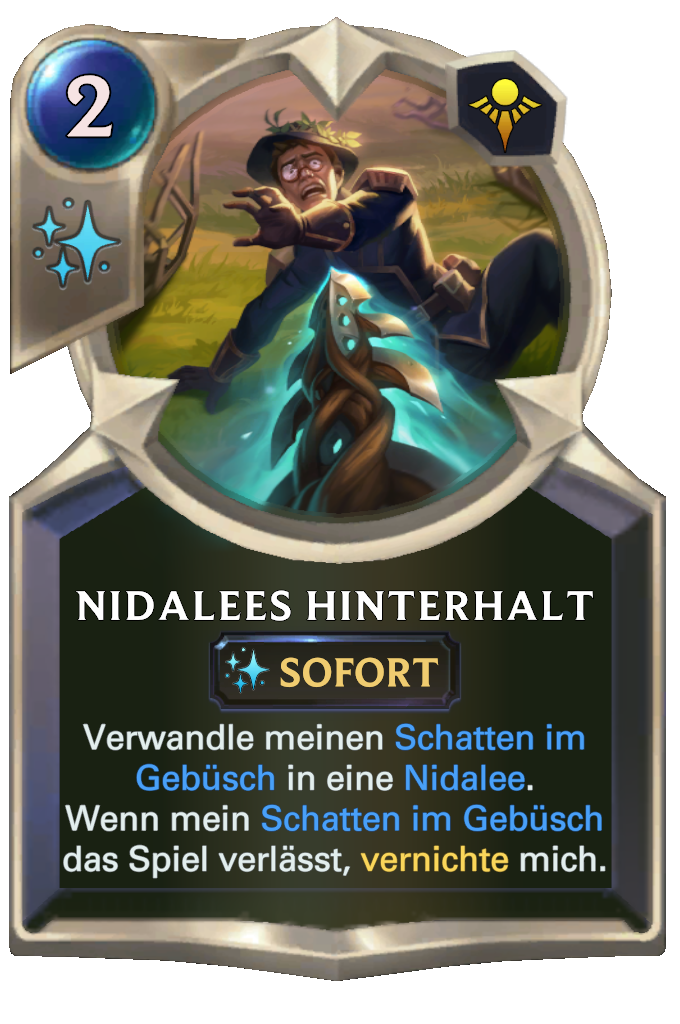 2
NIDALEES HINTERHALT
SOFORT
Verwandle meinen Schatten im
Gebüsch in eine Nidalee.
Wenn mein Schatten im Gebüsch
das Spiel verlässt, vernichte mich.